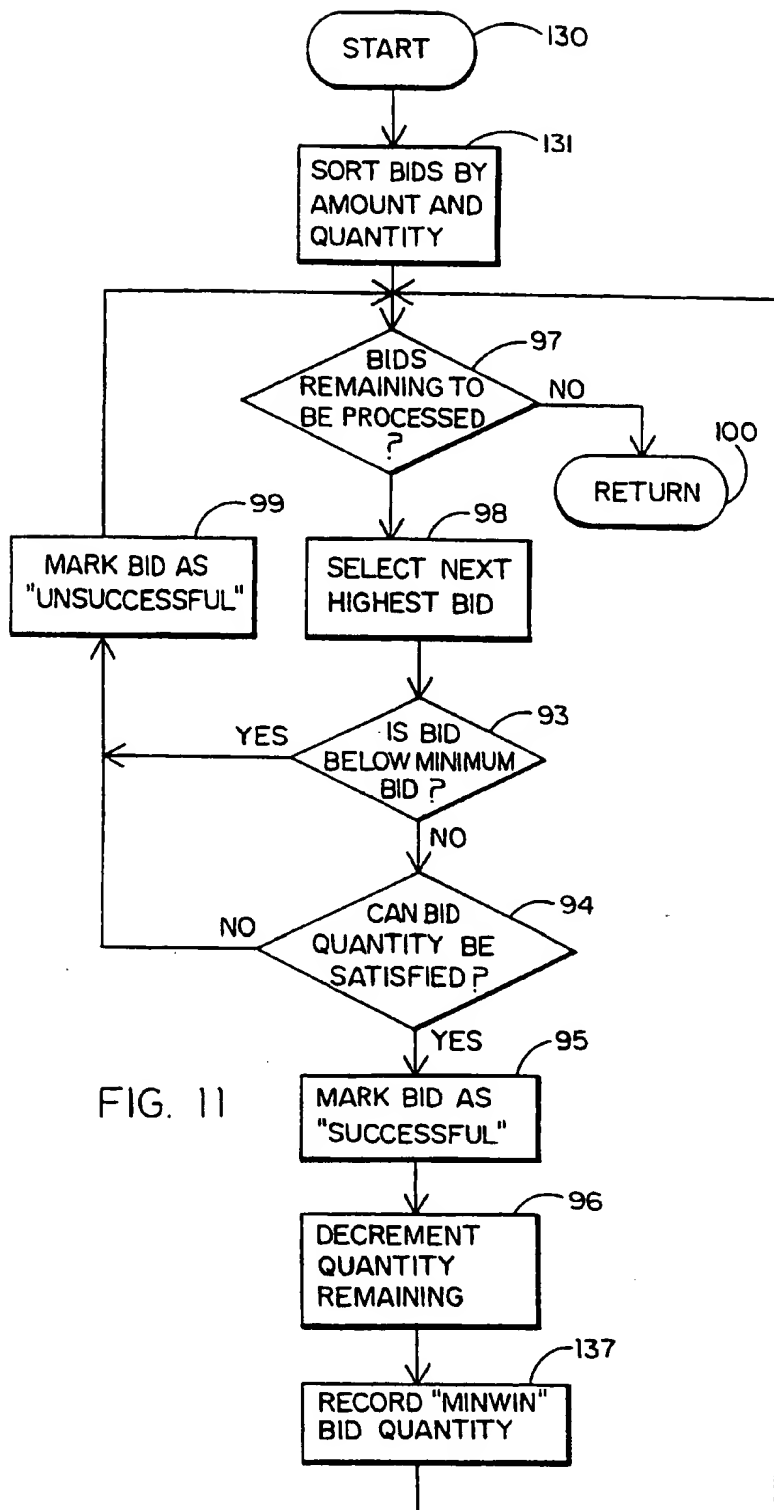 START
130
131
SORT BIDS BY
AMOUNT AND
QUANTITY
97
BIDS
REMAINING TO
BE PROCESSED
?
NO
100
RETURN
99
MARK BID AS
"UNSUCCESSFUL"
98
SELECT NEXT
HIGHEST BID
93
YES
IS BID
BELOW MINIMUM
BID?
NO
94
NO
CAN BID
QUANTITY BE
SATISFIED?
YES
95
FIG. 11
MARK BID AS
"SUCCESSFUL"
96
DECREMENT
QUANTITY
REMAINING
137
RECORD "MINWIN"
BID QUANTITY